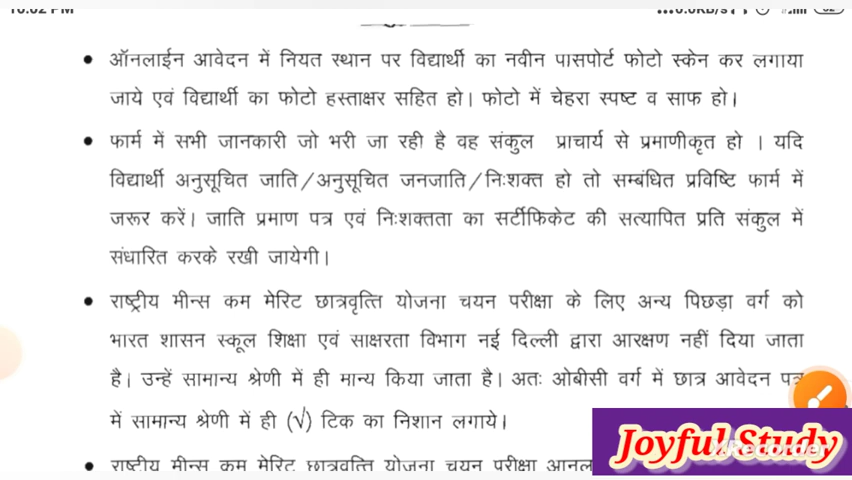 ऑनलाईन आवेदन में नियत स्थान पर विद्यार्थी का नवीन पासपोर्ट फोटो स्केन कर लगाया
जाये एवं विद्यार्थी का फोटो हस्ताक्षर सहित हो। फोटो में चेहरा स्पष्ट व साफ हो।
फार्म में सभी जानकारी जो भरी जा रही है वह संकुल प्राचार्य से प्रमाणीकृत हो । यदि
विद्यार्थी अनुसूचित जाति/अनुसूचित जनजाति/निःशक्त हो तो सम्बंधित प्रविष्टि फार्म में
जरूर करें। जाति प्रमाण पत्र एवं निःशक्तता का सर्टीफिकेट की सत्यापित प्रति संकुल में
संधारित करके रखी जायेगी।
राष्ट्रीय मीन्स कम मेरिट छात्रवृत्ति योजना चयन परीक्षा के लिए अन्य पिछड़ा वर्ग को
भारत शासन स्कूल शिक्षा एवं साक्षरता विभाग नई दिल्ली द्वारा आरक्षण नहीं दिया जाता
है। उन्हें सामान्य श्रेणी में ही मान्य किया जाता है। अतः ओबीसी वर्ग में छात्र आवेदन पत्र
में सामान्य श्रेणी में ही (√) टिक का निशान लगाये।
राष्ट्रीय मीन्स कम मेरिट छात्रवृत्ति योजना चयन परीक्षा
Joyful Study